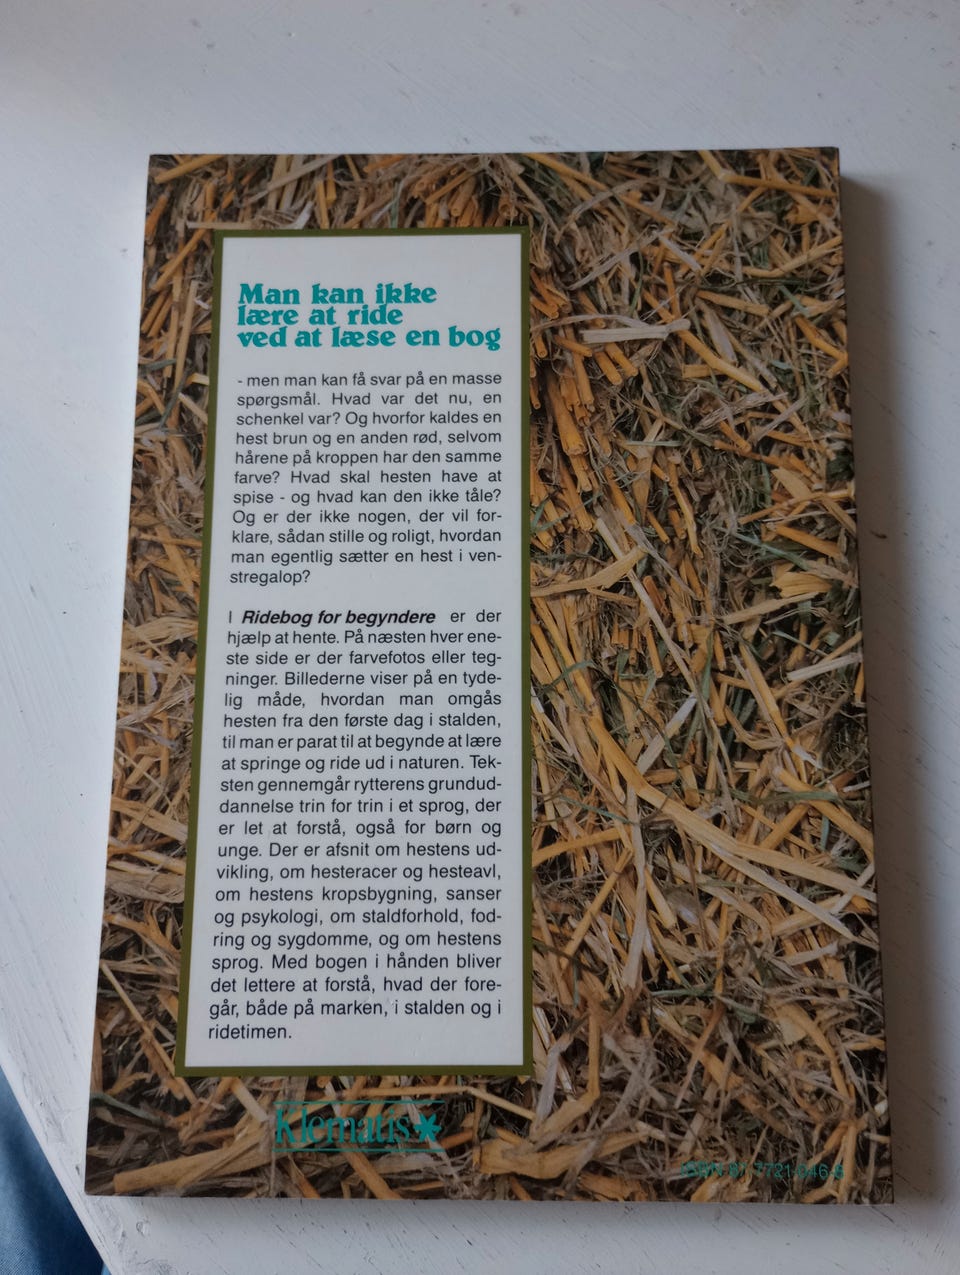 Man kan ikke
lære at ride
ved at læse en bog
- men man kan få svar på en masse
spørgsmål. Hvad var det nu, en
schenkel var? Og hvorfor kaldes en
hest brun og en anden rød, selvom
hårene på kroppen har den samme
farve? Hvad skal hesten have at
spise - og hvad kan den ikke tåle?
Og er der ikke nogen, der vil for-
klare, sådan stille og roligt, hvordan
man egentlig sætter en hest i ven-
stregalop?
I Ridebog for begyndere er der
hjælp at hente. På næsten hver ene-
ste side er der farvefotos eller teg-
ninger. Billederne viser på en tyde-
lig måde, hvordan man omgås
hesten fra den første dag i stalden,
til man er parat til at begynde at lære
at springe og ride ud i naturen. Tek-
sten gennemgår rytterens grundud-
dannelse trin for trin i et sprog, der
er let at forstå, også for børn og
unge. Der er afsnit om hestens ud-
vikling, om hesteracer og hesteavl,
om hestens kropsbygning, sanser
og psykologi, om staldforhold, fod-
ring og sygdomme, og om hestens
sprog. Med bogen i hånden bliver
det lettere at forstå, hvad der fore-
går, både på marken, i stalden og i
ridetimen.
Klematis
ISBN